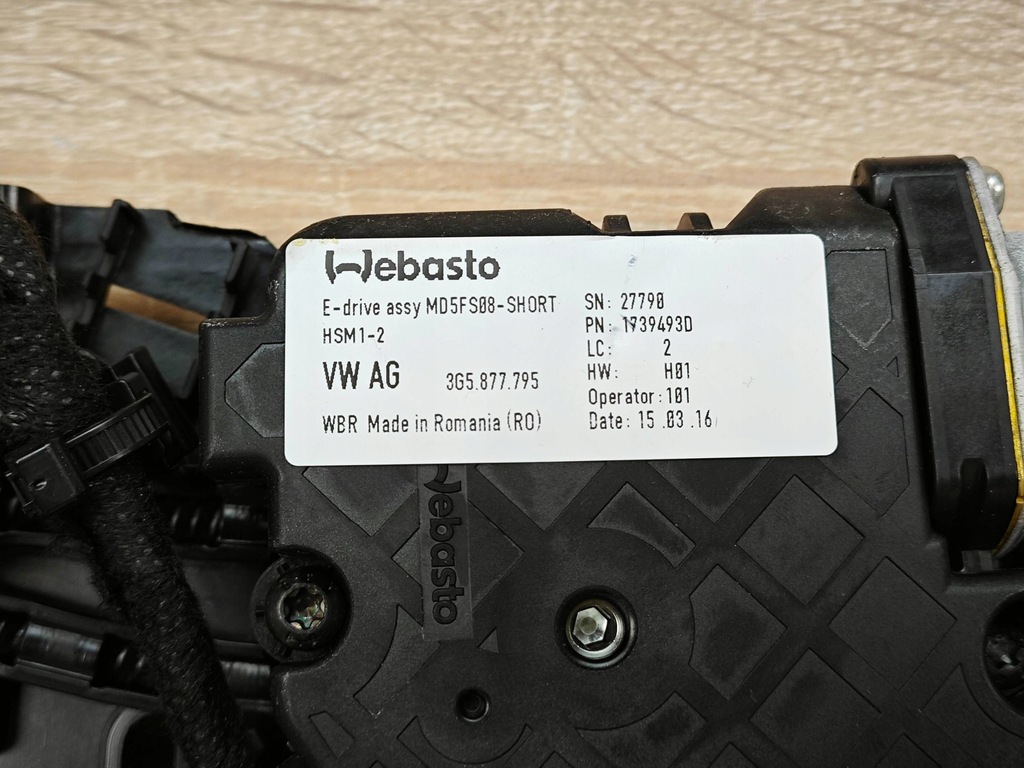 Webasto
E-drive assy MD5FS08-SHORT
HSM1-2
VW AG 3G5.877.795
WBR Made in Romania (RO)
SN: 27790
PN: 1739493D
LC: 2
HW: H01
Operator: 101
Date: 15.03.16
Webasto